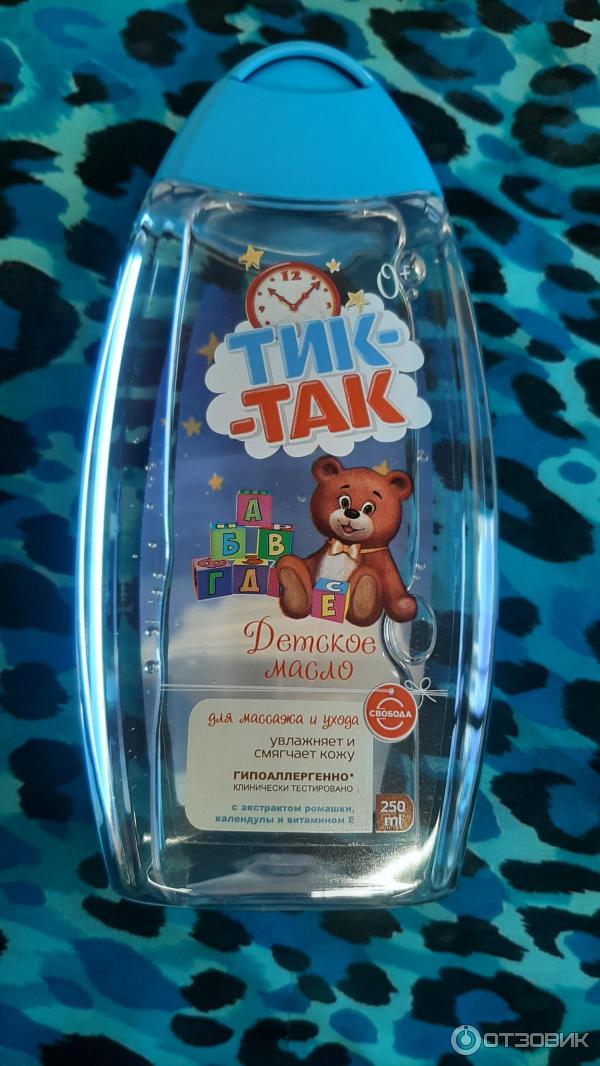 12
0+
ТИК-
-ТАК
А
Б В
Г Д С
Е
Детское
масло
для массажа и ухода
СВОБОДА
увлажняет и
смягчает кожу
ГИПОАЛЛЕРГЕННО*
КЛИНИЧЕСКИ ТЕСТИРОВАНО
с экстрактом ромашки,
календулы и витамином Е
250
ml
ОТЗОВИК